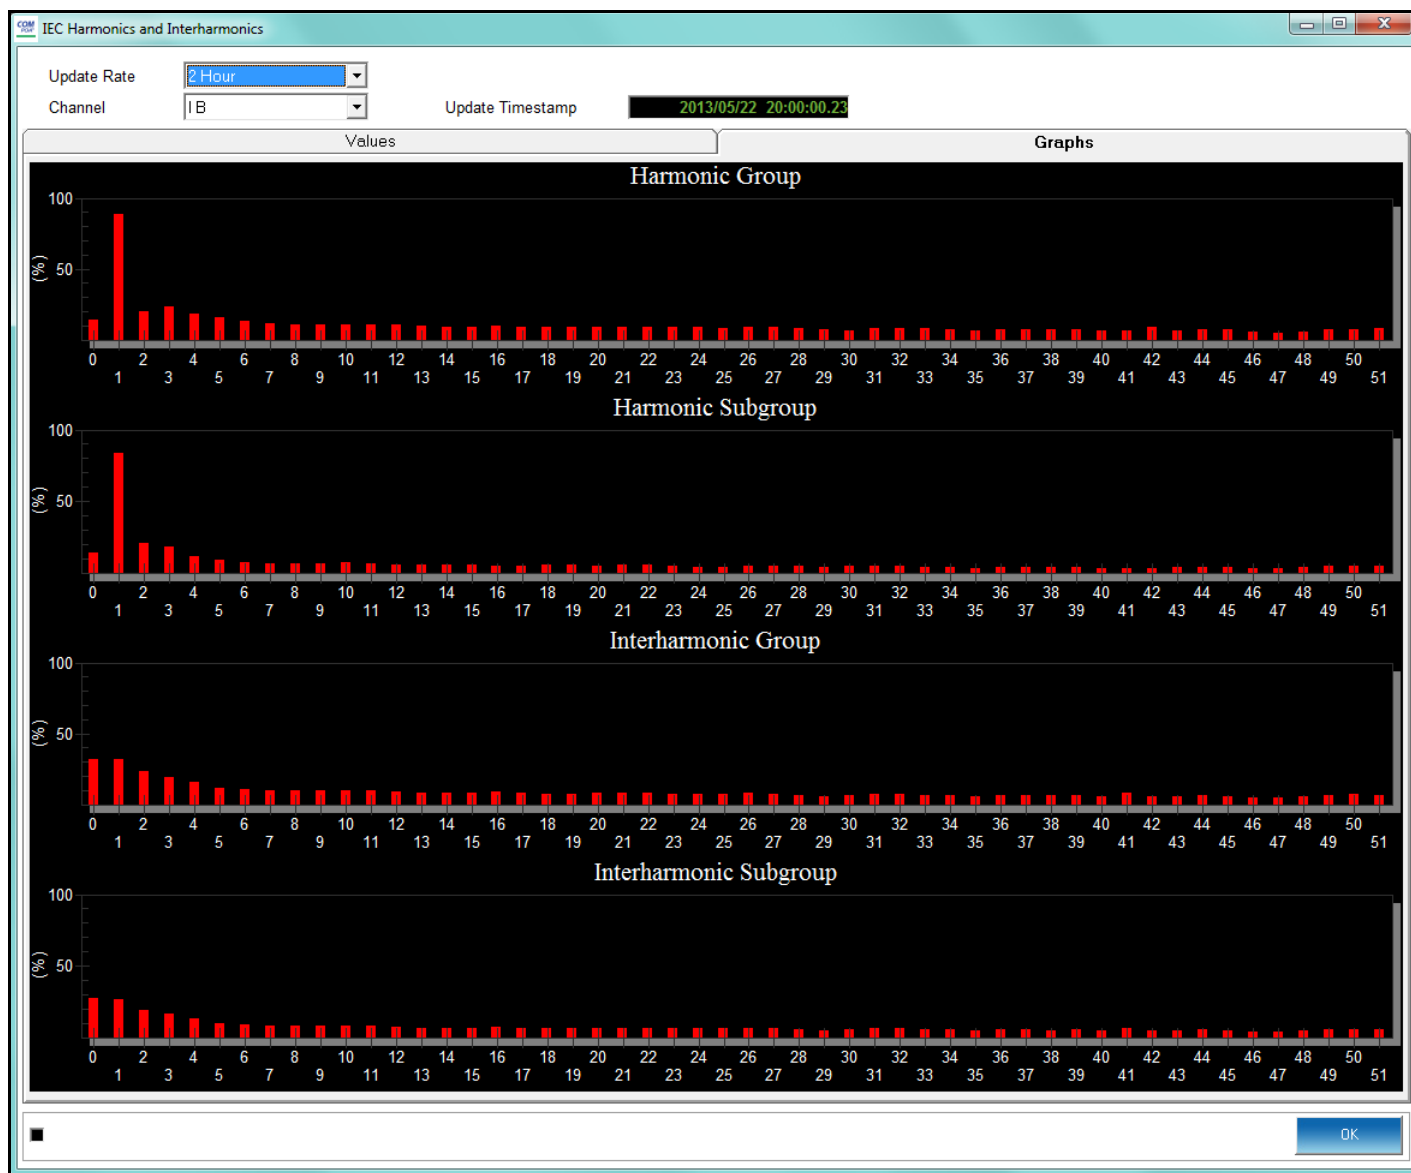 COM
IEC Harmonics and Interharmonics
Update Rate 2 Hour
Channel I B Update Timestamp 2013/05/22 20:00:00.23
Values Graphs
Harmonic Group
100
(%) 50
0 2 4 6 8 10 12 14 16 18 20 22 24 26 28 30 32 34 36 38 40 42 44 46 48 50
1 3 5 7 9 11 13 15 17 19 21 23 25 27 29 31 33 35 37 39 41 43 45 47 49 51
Harmonic Subgroup
100
(%) 50
0 2 4 6 8 10 12 14 16 18 20 22 24 26 28 30 32 34 36 38 40 42 44 46 48 50
1 3 5 7 9 11 13 15 17 19 21 23 25 27 29 31 33 35 37 39 41 43 45 47 49 51
Interharmonic Group
100
(%) 50
0 2 4 6 8 10 12 14 16 18 20 22 24 26 28 30 32 34 36 38 40 42 44 46 48 50
1 3 5 7 9 11 13 15 17 19 21 23 25 27 29 31 33 35 37 39 41 43 45 47 49 51
Interharmonic Subgroup
100
(%) 50
0 2 4 6 8 10 12 14 16 18 20 22 24 26 28 30 32 34 36 38 40 42 44 46 48 50
1 3 5 7 9 11 13 15 17 19 21 23 25 27 29 31 33 35 37 39 41 43 45 47 49 51
OK